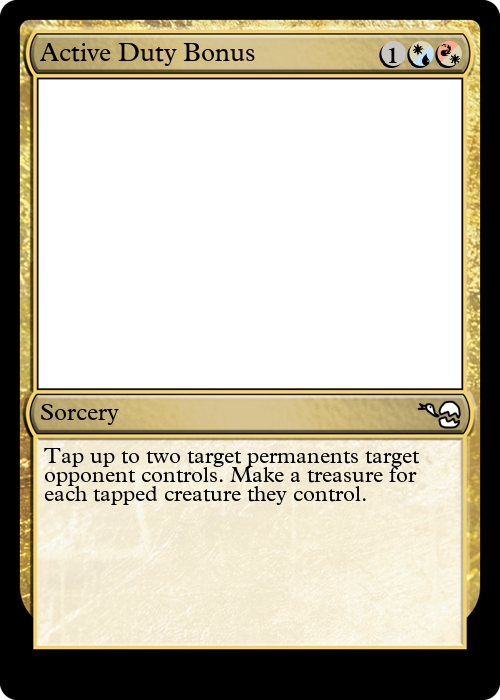 Active Duty Bonus 1
Sorcery
Tap up to two target permanents target
opponent controls. Make a treasure for
each tapped creature they control.